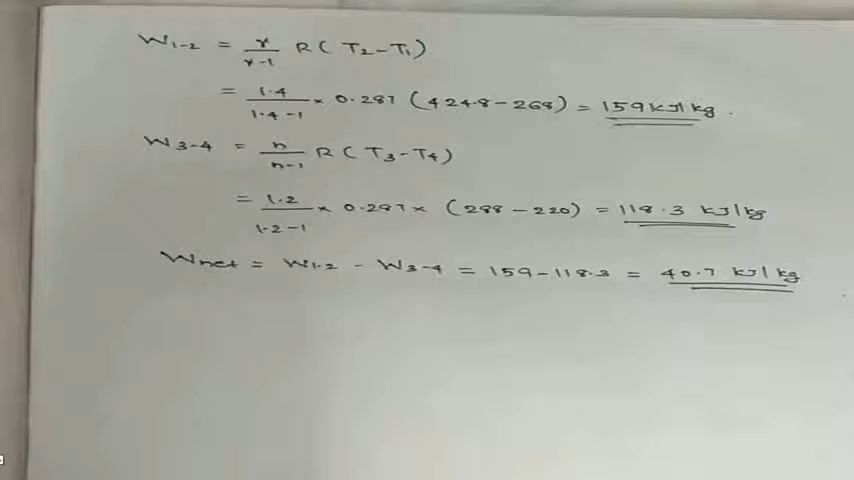 W1-2 = γ/γ-1 R ( T2 - T1 )
= 1.4/1.4-1 × 0.287 ( 424.8 - 268 ) = 159 kJ/kg .
W3-4 = n/n-1 R ( T3 - T4 )
= 1.2/1.2-1 × 0.287 × ( 288 - 220 ) = 118.3 kJ/kg
Wnet = W1-2 - W3-4 = 159 - 118.3 = 40.7 kJ/kg